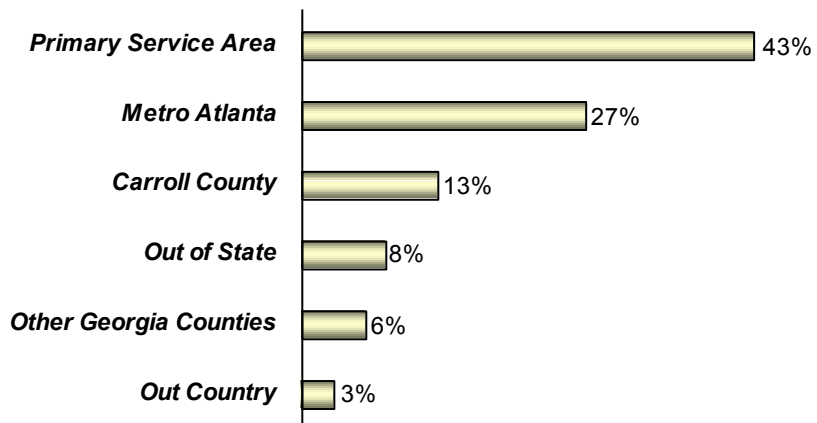 Primary Service Area 43%
Metro Atlanta 27%
Carroll County 13%
Out of State 8%
Other Georgia Counties 6%
Out Country 3%